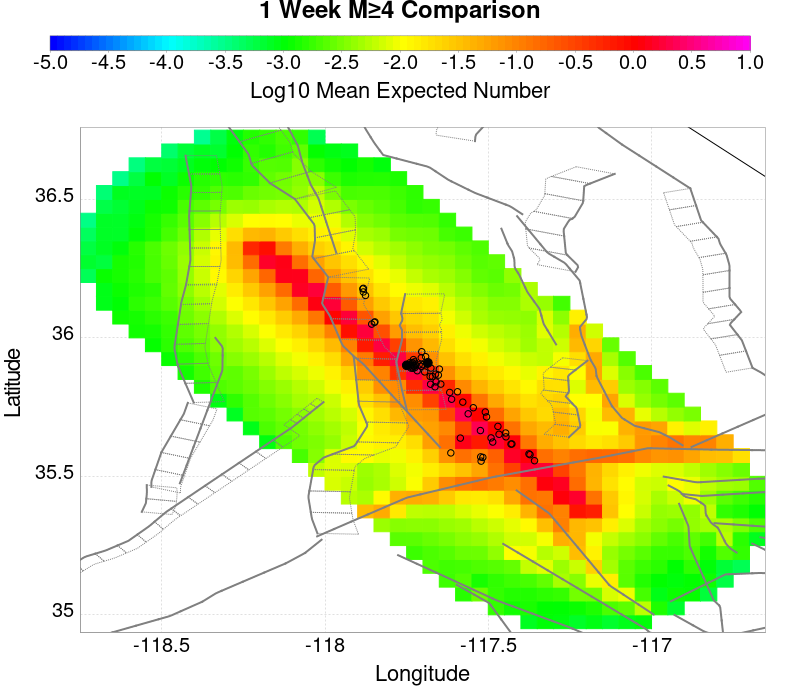 1 Week M≥4 Comparison
-5.0 -4.5 -4.0 -3.5 -3.0 -2.5 -2.0 -1.5 -1.0 -0.5 0.0 0.5 1.0
Log10 Mean Expected Number
36.5
36
35.5
35
Latitude
-118.5 -118 -117.5 -117
Longitude